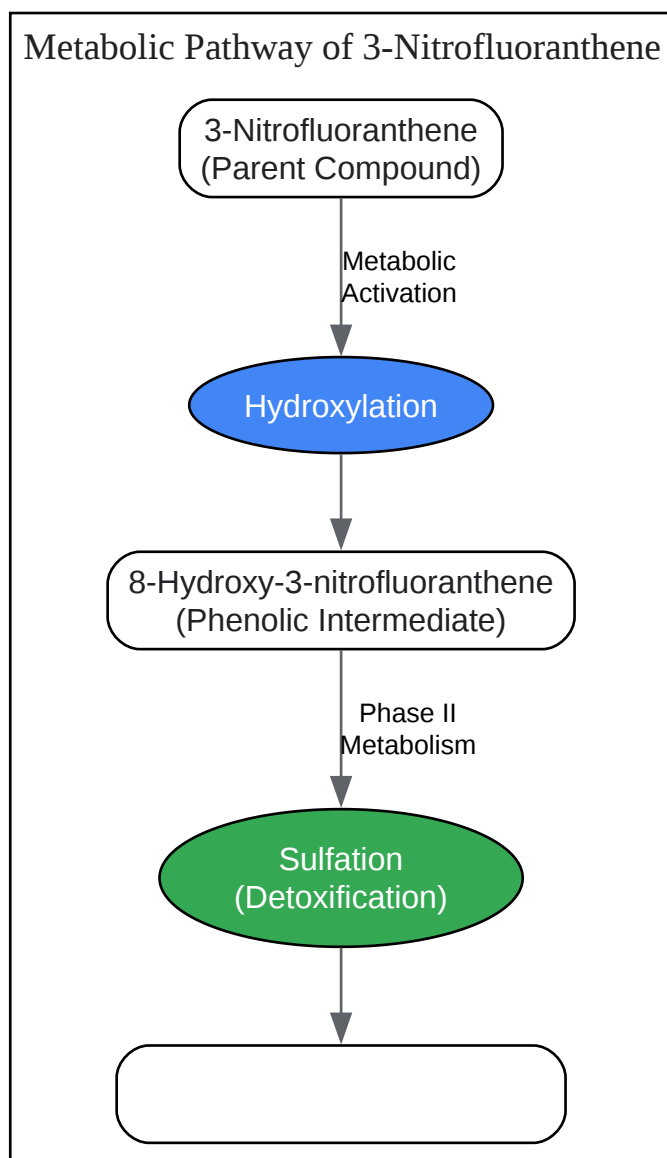 Metabolic Pathway of 3-Nitrofluoranthene
3-Nitrofluoranthene
(Parent Compound)
Metabolic
Activation
Hydroxylation
8-Hydroxy-3-nitrofluoranthene
(Phenolic Intermediate)
Phase II
Metabolism
Sulfation
(Detoxification)